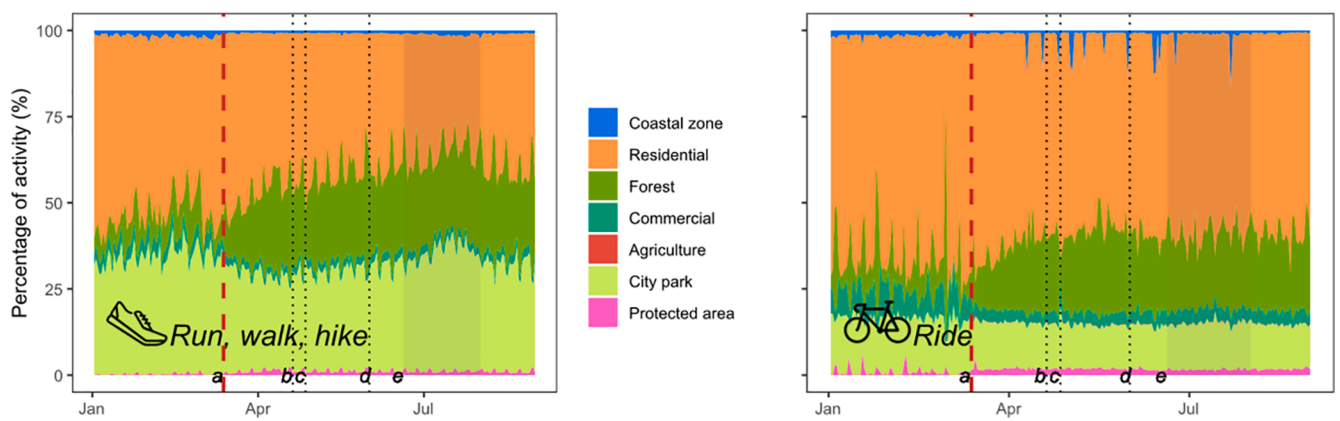 Percentage of activity (%)
100
75
50
25
0
Run, walk, hike
a
b
c
d
e
Jan
Apr
Jul
Coastal zone
Residential
Forest
Commercial
Agriculture
City park
Protected area
Ride
a
b
c
d
e
Jan
Apr
Jul